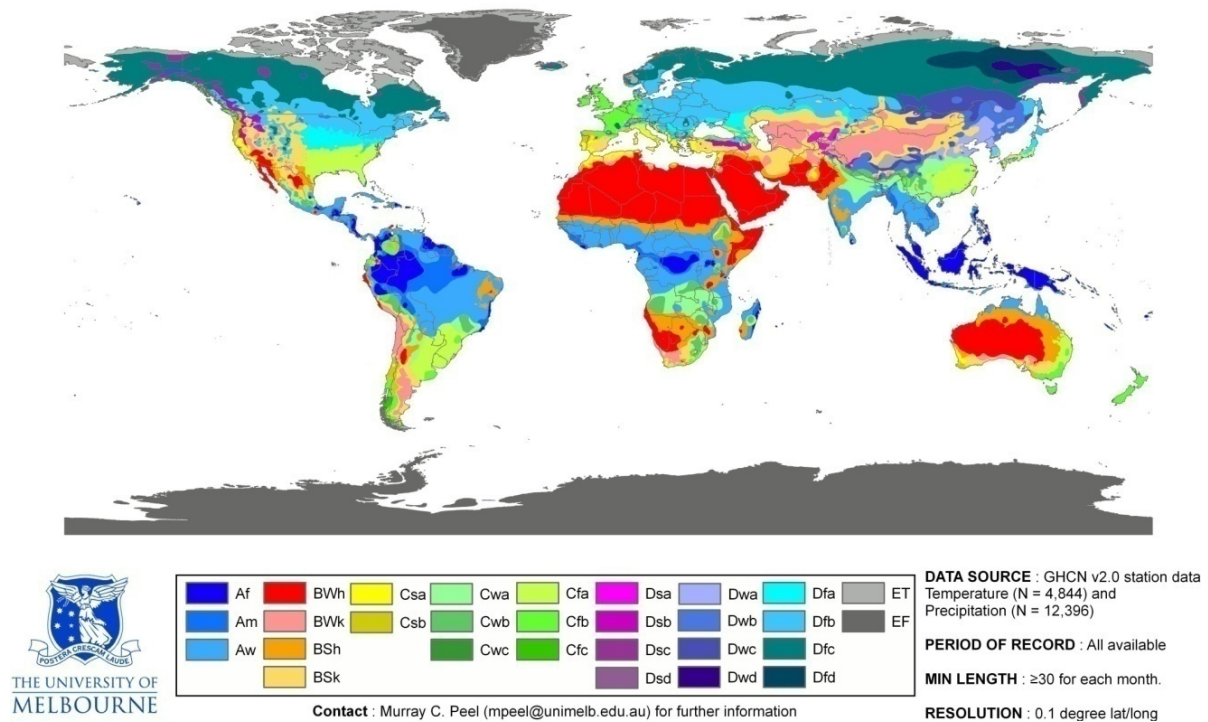 Af
Am
Aw
BWh
BWk
BSh
BSk
Csa
Csb
Cwa
Cwb
Cwc
Cfa
Cfb
Cfc
Dsa
Dsb
Dsc
Dsd
Dwa
Dwb
Dwc
Dwd
Dfa
Dfb
Dfc
Dfd
ET
EF
POSTERA CRESCAM LAUDE
THE UNIVERSITY OF
MELBOURNE
Contact : Murray C. Peel (mpeel@unimelb.edu.au) for further information
DATA SOURCE : GHCN v2.0 station data
Temperature (N = 4,844) and
Precipitation (N = 12,396)
PERIOD OF RECORD : All available
MIN LENGTH : ≥30 for each month.
RESOLUTION : 0.1 degree lat/long